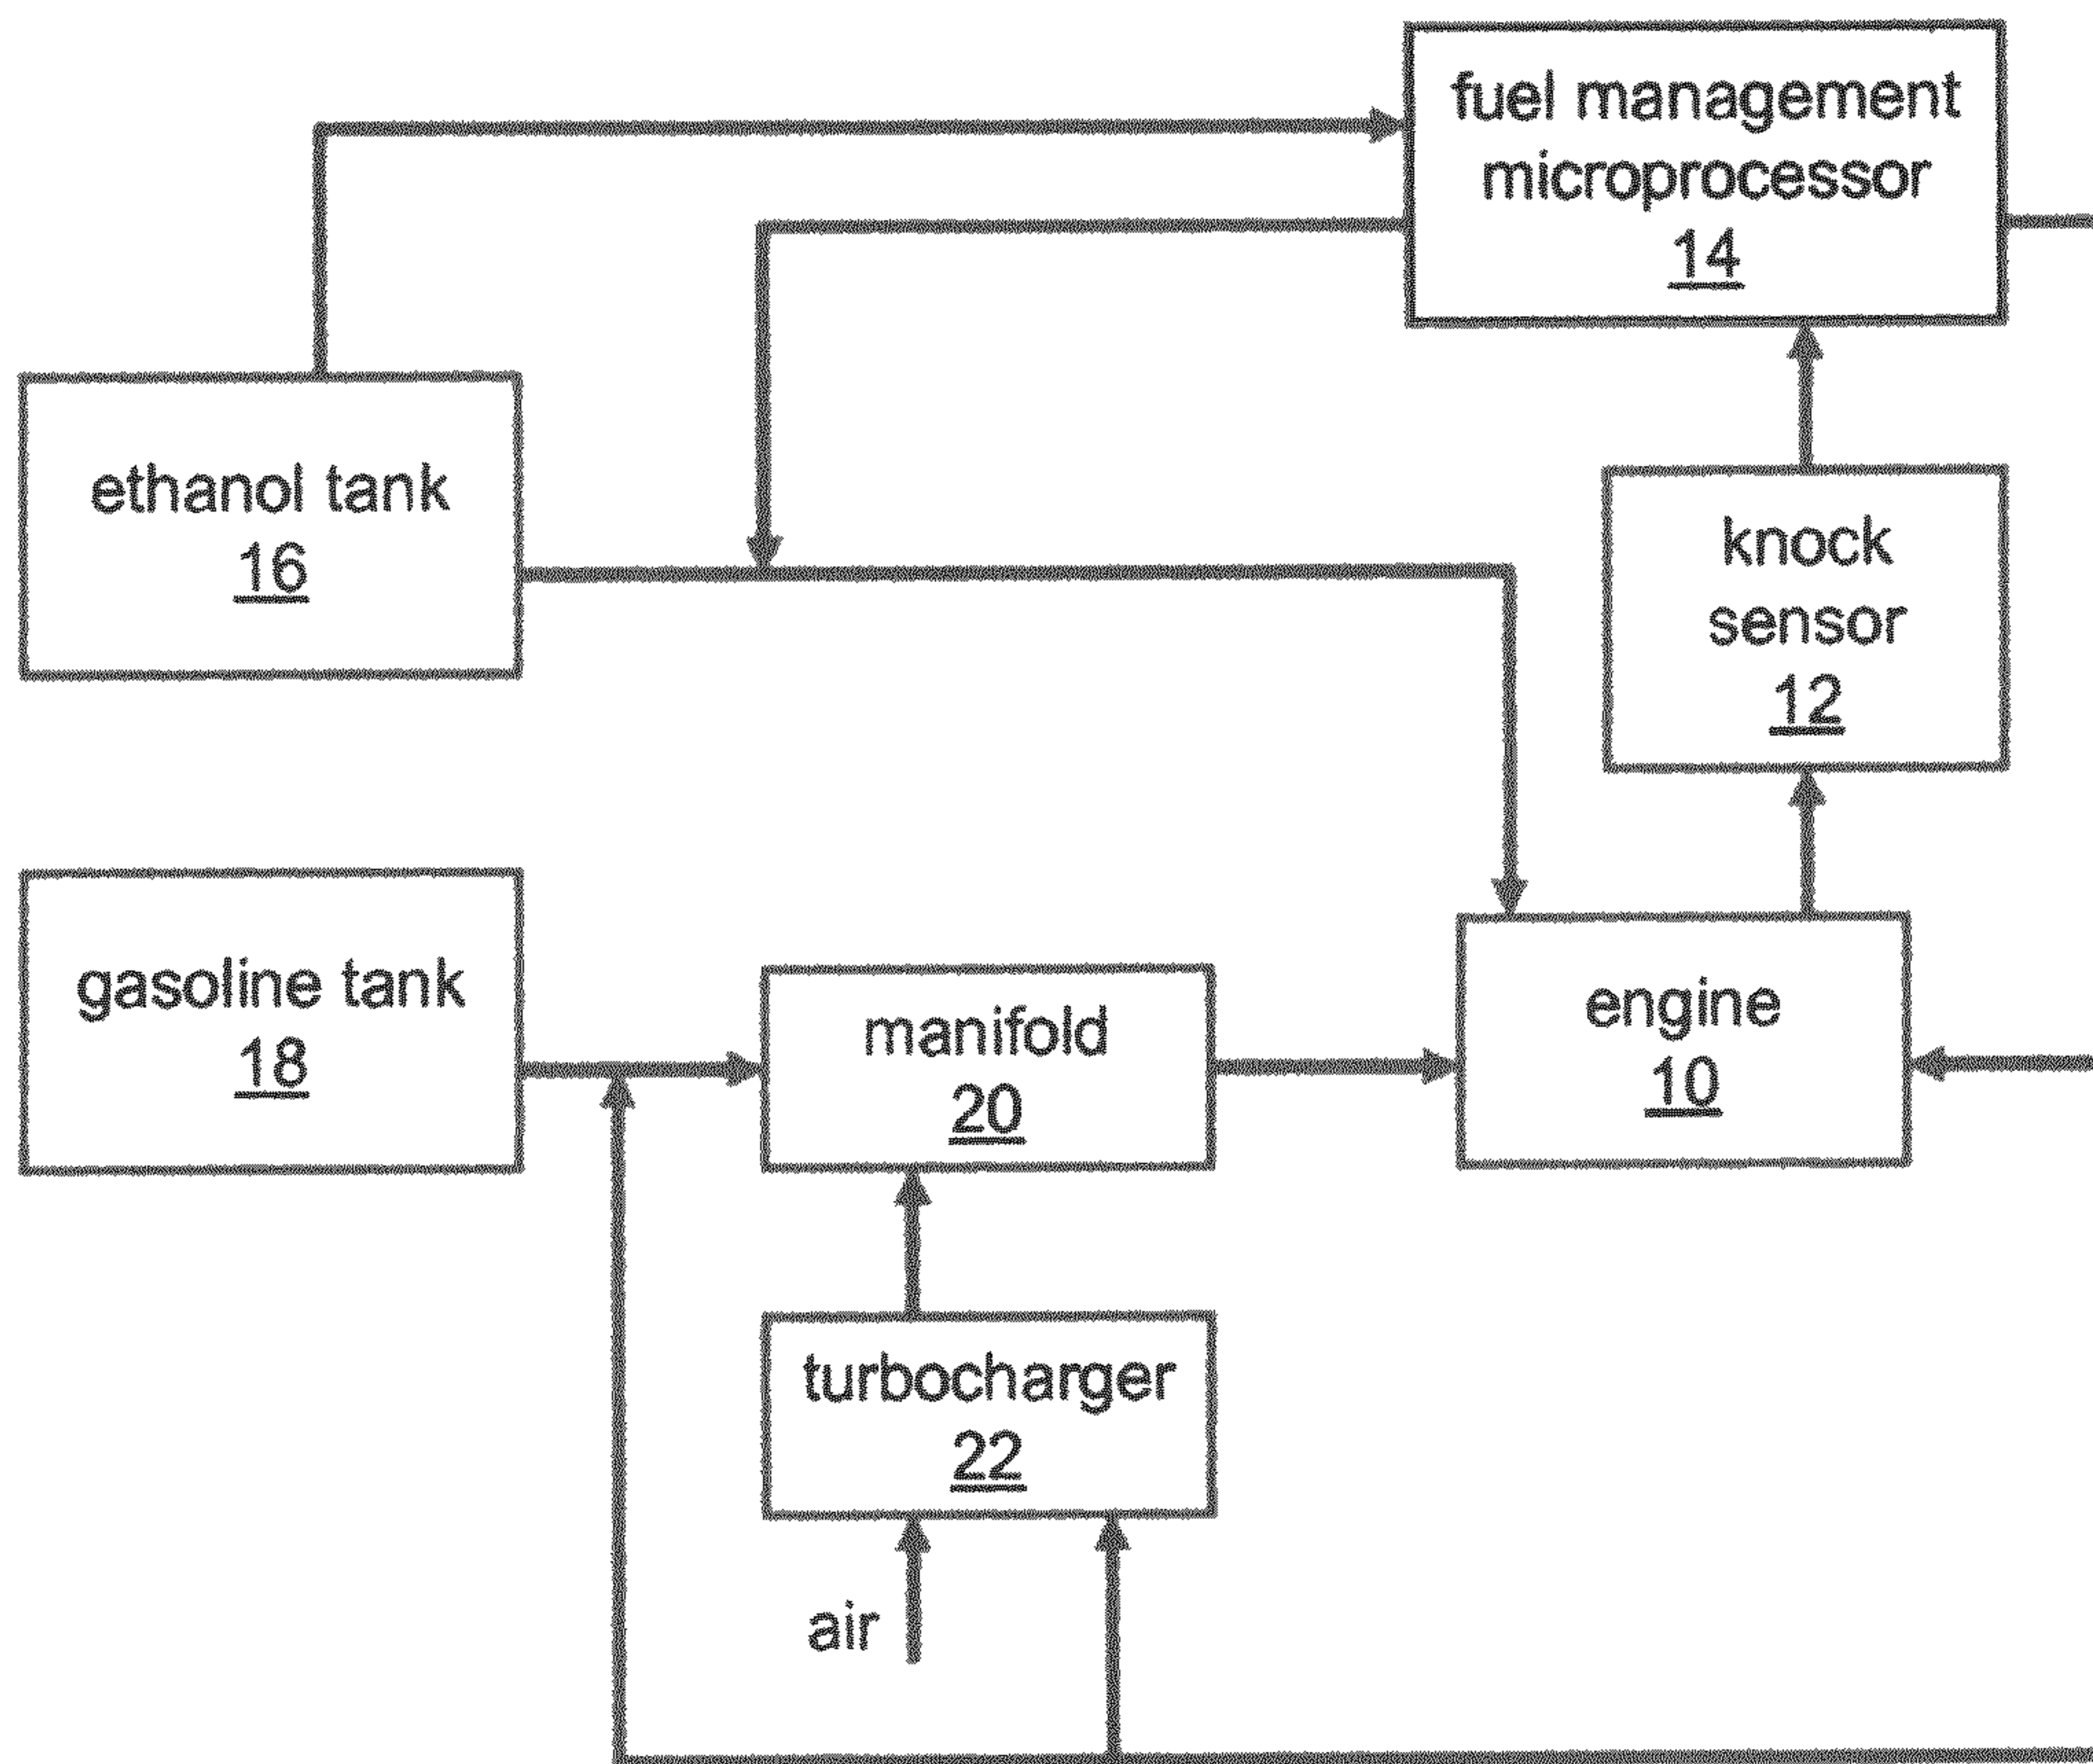 fuel management
microprocessor
14
ethanol tank
16
knock
sensor
12
gasoline tank
18
manifold
20
engine
10
turbocharger
22
air